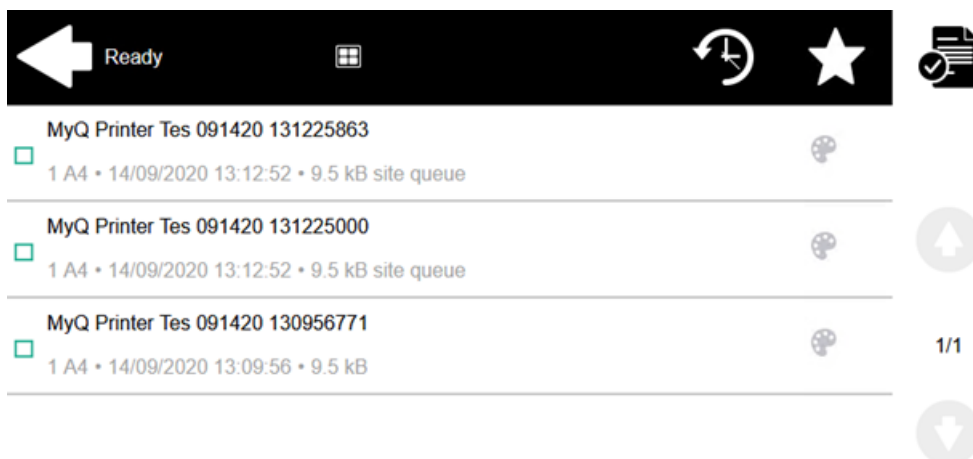 Ready
MyQ Printer Tes 091420 131225863
1 A4 • 14/09/2020 13:12:52 • 9.5 kB site queue
MyQ Printer Tes 091420 131225000
1 A4 • 14/09/2020 13:12:52 • 9.5 kB site queue
MyQ Printer Tes 091420 130956771
1 A4 • 14/09/2020 13:09:56 • 9.5 kB
1/1